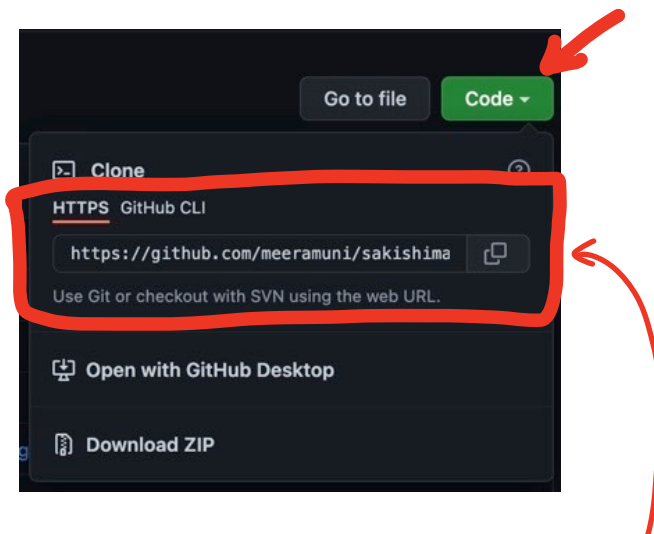 Go to file Code
Clone
HTTPS GitHub CLI
https://github.com/meeramuni/sakishima
Use Git or checkout with SVN using the web URL.
Open with GitHub Desktop
Download ZIP
g